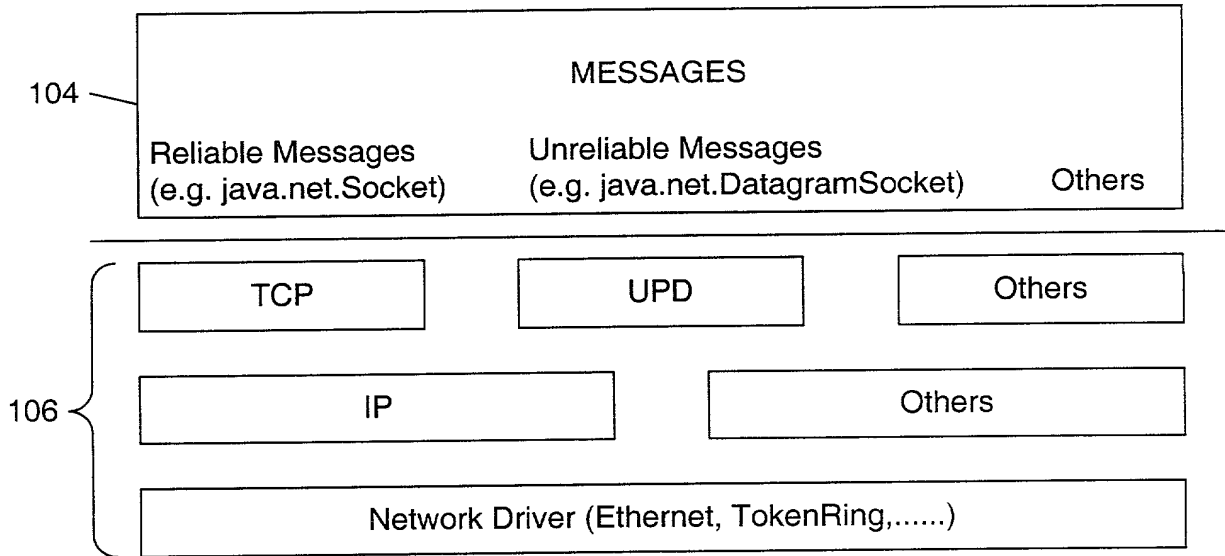 MESSAGES
104
Reliable Messages
(e.g. java.net.Socket)
Unreliable Messages
(e.g. java.net.DatagramSocket)
Others
TCP
UPD
Others
106
IP
Others
Network Driver (Ethernet, TokenRing,......)